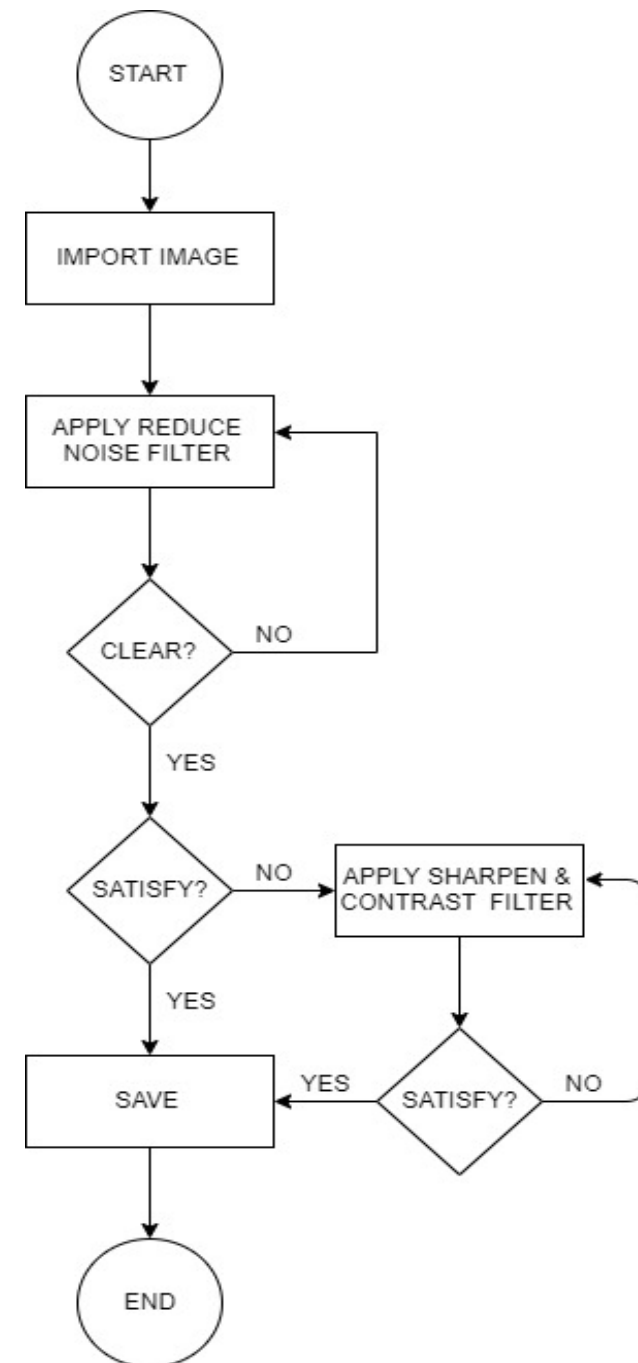 START
IMPORT IMAGE
APPLY REDUCE
NOISE FILTER
CLEAR?
NO
YES
SATISFY?
NO
APPLY SHARPEN &
CONTRAST FILTER
YES
SAVE
YES
SATISFY?
NO
END